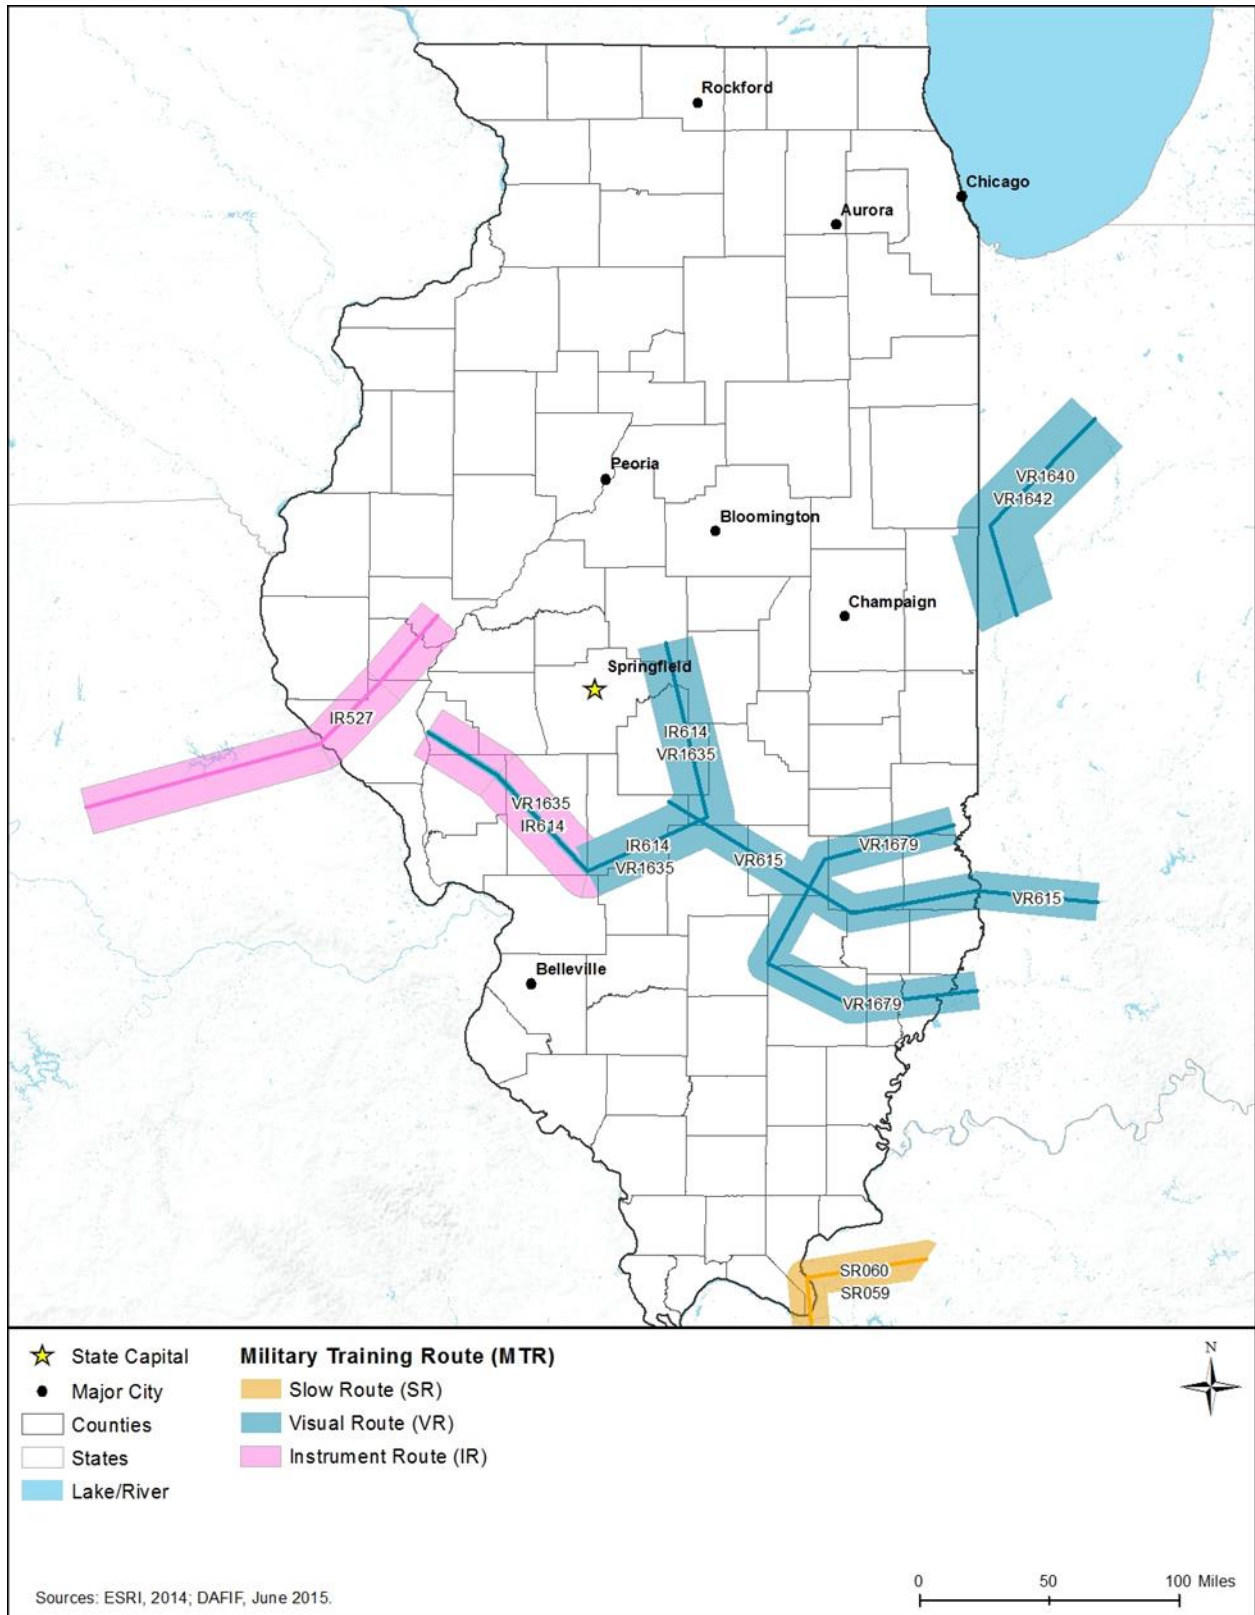 Rockford
Chicago
Aurora
Peoria
VR1640
VR1642
Bloomington
Champaign
Springfield
IR527
IR614
VR1635
VR1635
IR614
IR614
VR1635
VR615
VR1679
VR615
Belleville
VR1679
SR060
SR059
State Capital
Major City
Counties
States
Lake/River
Military Training Route (MTR)
Slow Route (SR)
Visual Route (VR)
Instrument Route (IR)
N
Sources: ESRI, 2014; DAFIF, June 2015.
0 50 100 Miles